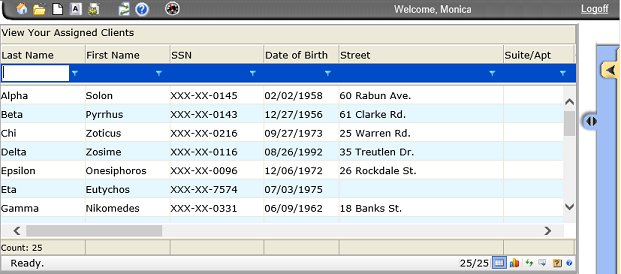 Welcome, Monica Logoff
View Your Assigned Clients
Last Name First Name SSN Date of Birth Street Suite/Apt
Alpha Solon XXX-XX-0145 02/02/1958 60 Rabun Ave.
Beta Pyrrhus XXX-XX-0143 12/27/1956 61 Clarke Rd.
Chi Zoticus XXX-XX-0216 09/27/1973 25 Warren Rd.
Delta Zosime XXX-XX-0116 08/26/1992 35 Treutlen Dr.
Epsilon Onesiphoros XXX-XX-0096 12/06/1972 26 Rockdale St.
Eta Eutychos XXX-XX-7574 07/03/1975
Gamma Nikomedes XXX-XX-0331 06/09/1962 18 Banks St.
Count: 25
Ready. 25/25